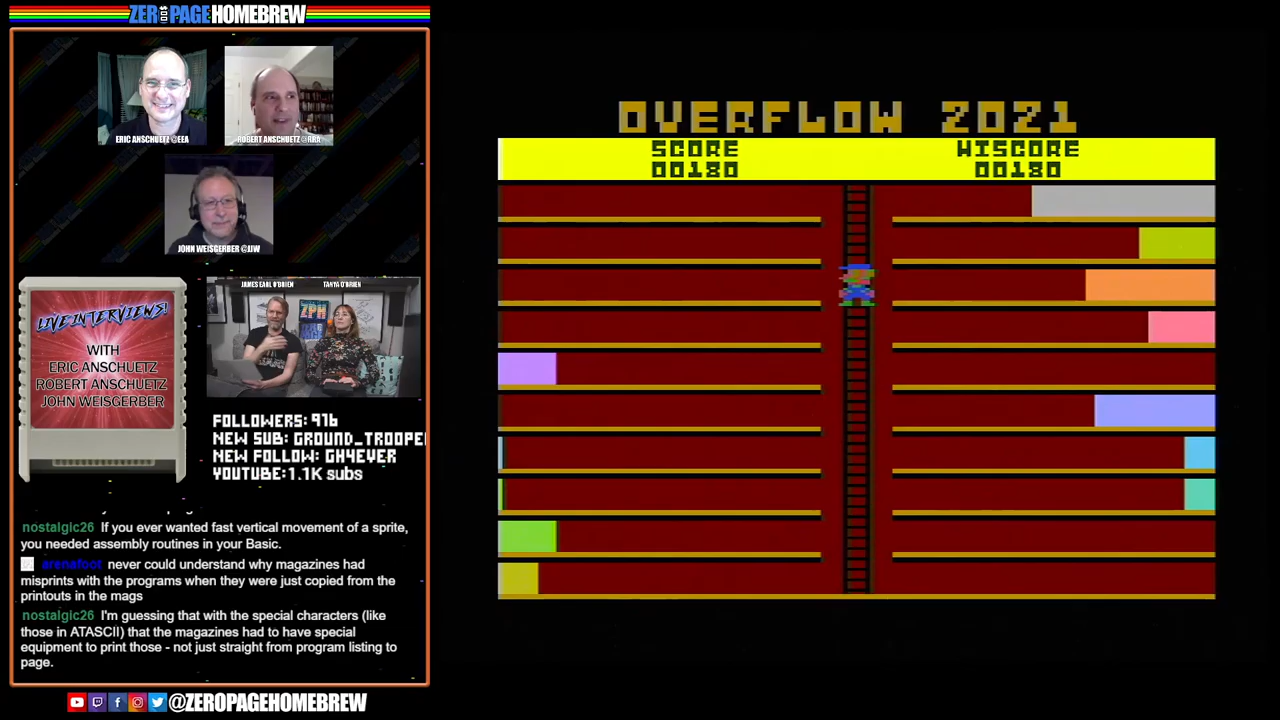 ZEROPAGEHOMEBREW
ERIC ANSCHUETZ @EEA
ROBERT ANSCHUETZ @RRA
JOHN WEISGERBER @JJW
LIVE INTERVIEWS!
WITH
ERIC ANSCHUETZ
ROBERT ANSCHUETZ
JOHN WEISGERBER
JAMES EARL O'BRIEN
TANYA O'BRIEN
ZPH
FOLLOWERS: 916
NEW SUB: GROUND_TROOPER
NEW FOLLOW: GH4EVER
YOUTUBE: 1.1K subs
nostalgic26 If you ever wanted fast vertical movement of a sprite,
you needed assembly routines in your Basic.
arenafoot never could understand why magazines had
misprints with the programs when they were just copied from the
printouts in the mags
nostalgic26 I'm guessing that with the special characters (like
those in ATASCII) that the magazines had to have special
equipment to print those - not just straight from program listing to
page.
@ZEROPAGEHOMEBREW
OVERFLOW 2021
SCORE
00180
HISCORE
00180